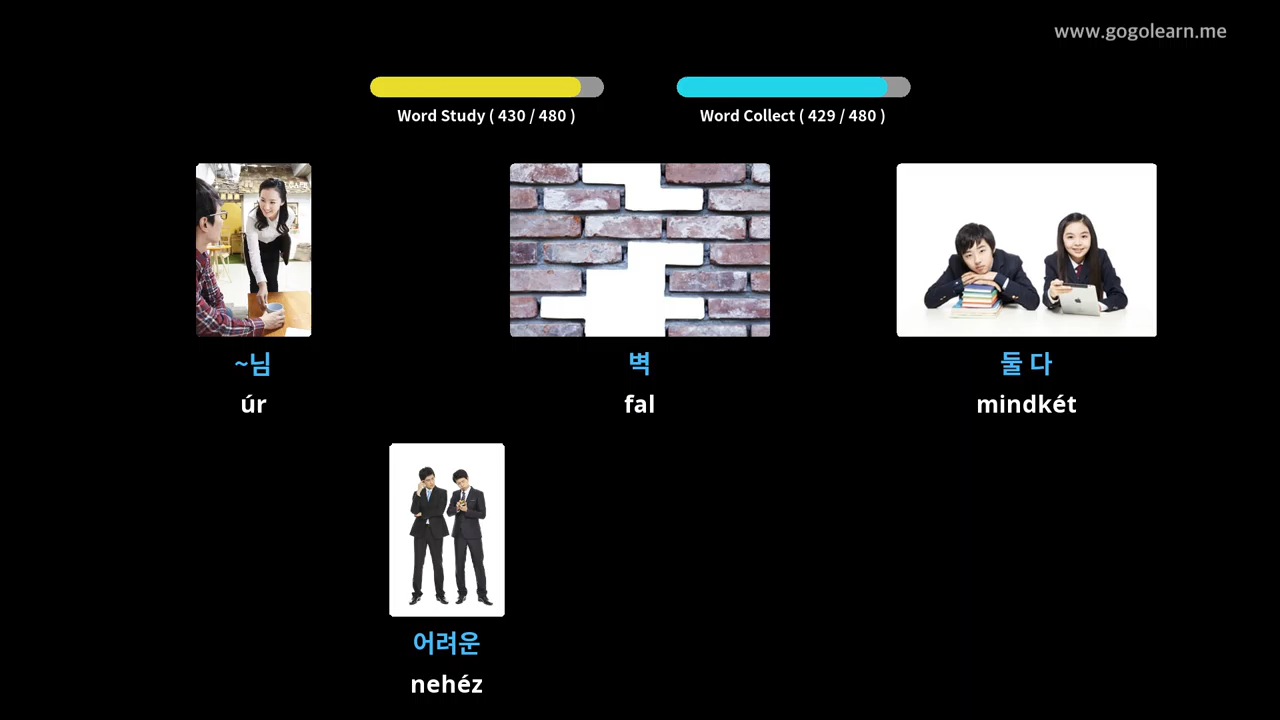 www.gogolearn.me
Word Study ( 430 / 480 )
Word Collect ( 429 / 480 )
~님
úr
벽
fal
둘 다
mindkét
어려운
nehéz